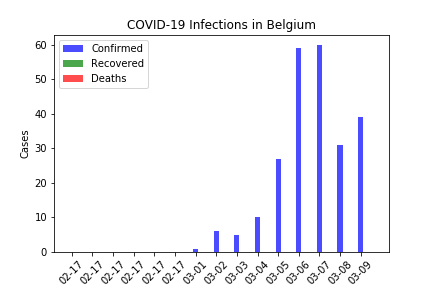 COVID-19 Infections in Belgium
Confirmed
Recovered
Deaths
Cases
60
50
40
30
20
10
0
02-17 02-17 02-17 02-17 02-17 02-17 03-01 03-02 03-03 03-04 03-05 03-06 03-07 03-08 03-09